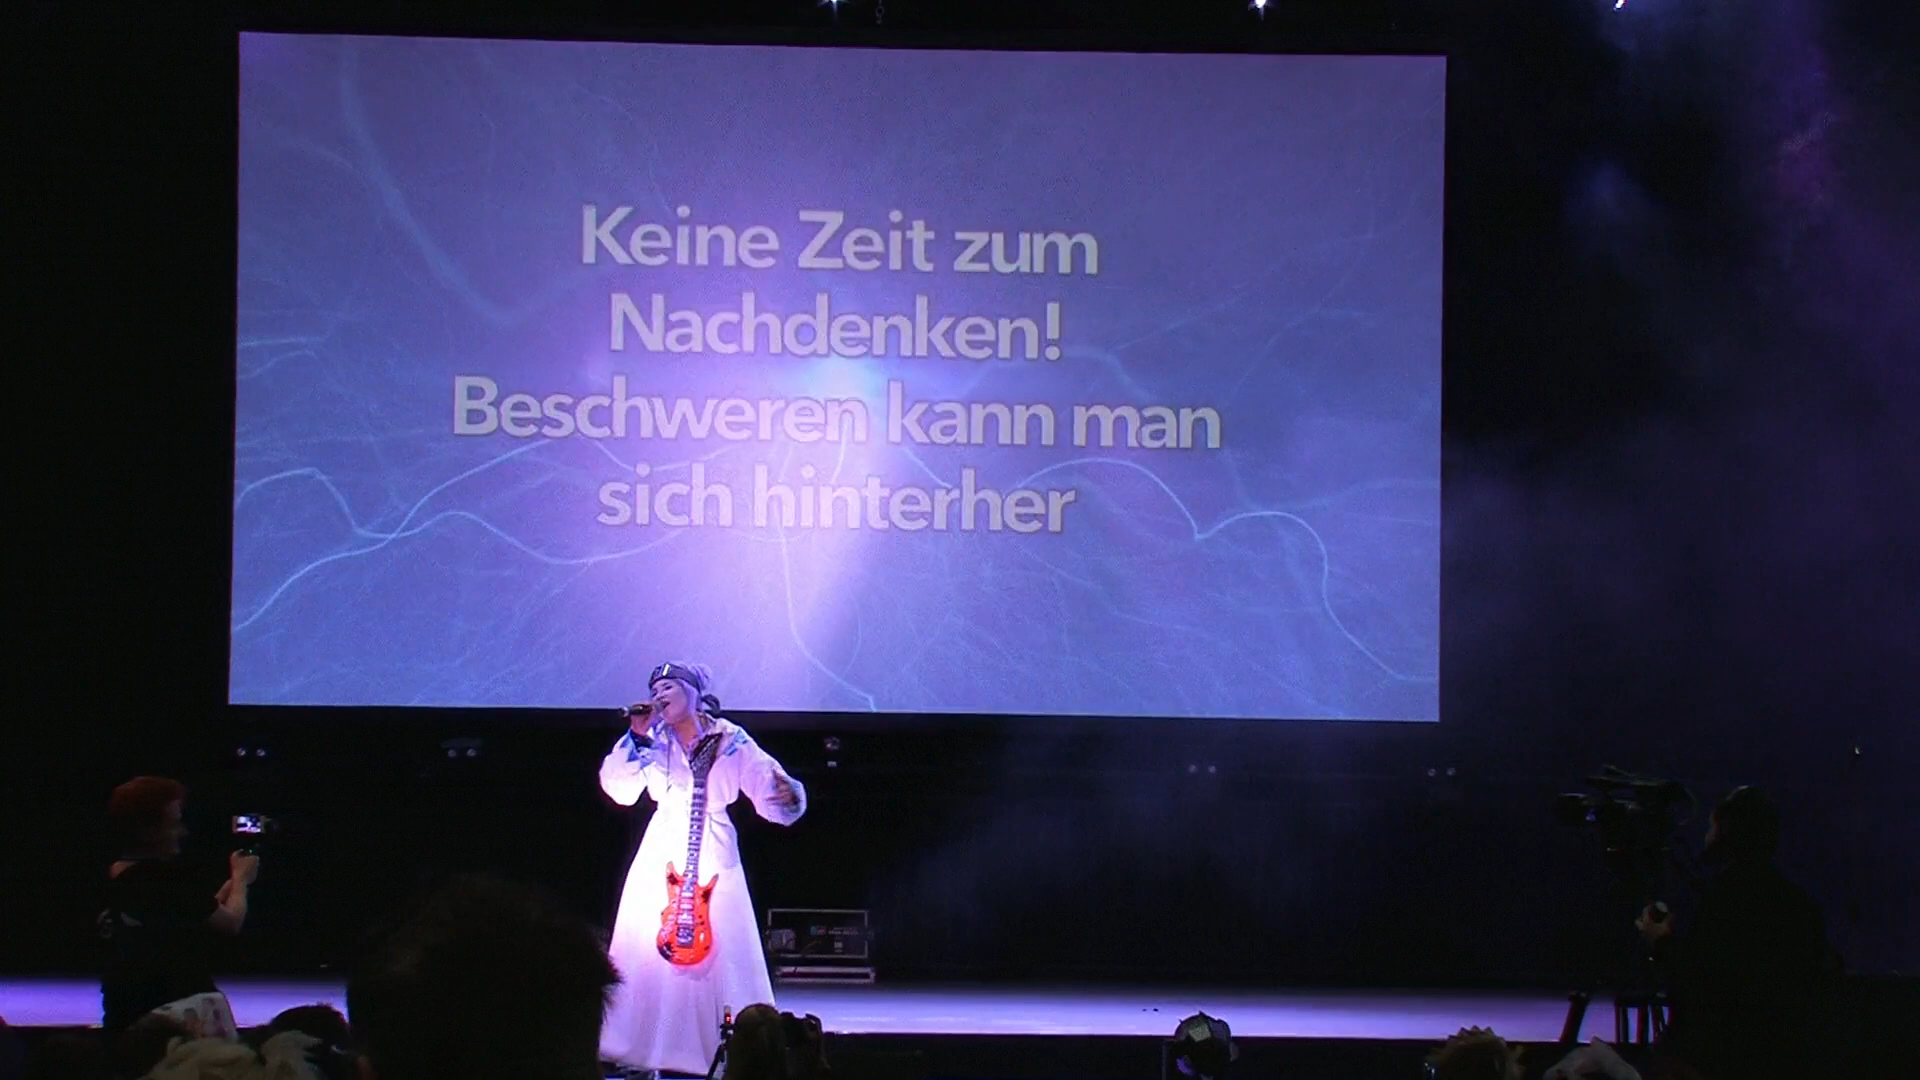 Keine Zeit zum
Nachdenken!
Beschweren kann man
sich hinterher